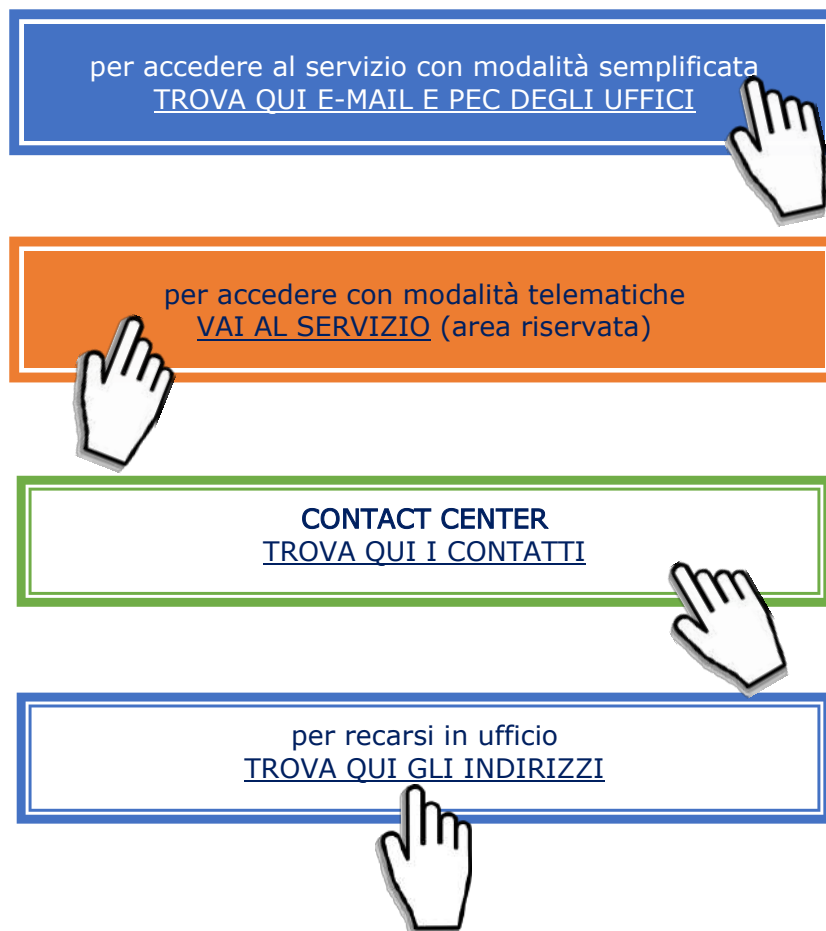 per accedere al servizio con modalità semplificata
TROVA QUI E-MAIL E PEC DEGLI UFFICI
per accedere con modalità telematiche
VAI AL SERVIZIO (area riservata)
CONTACT CENTER
TROVA QUI I CONTATTI
per recarsi in ufficio
TROVA QUI GLI INDIRIZZI